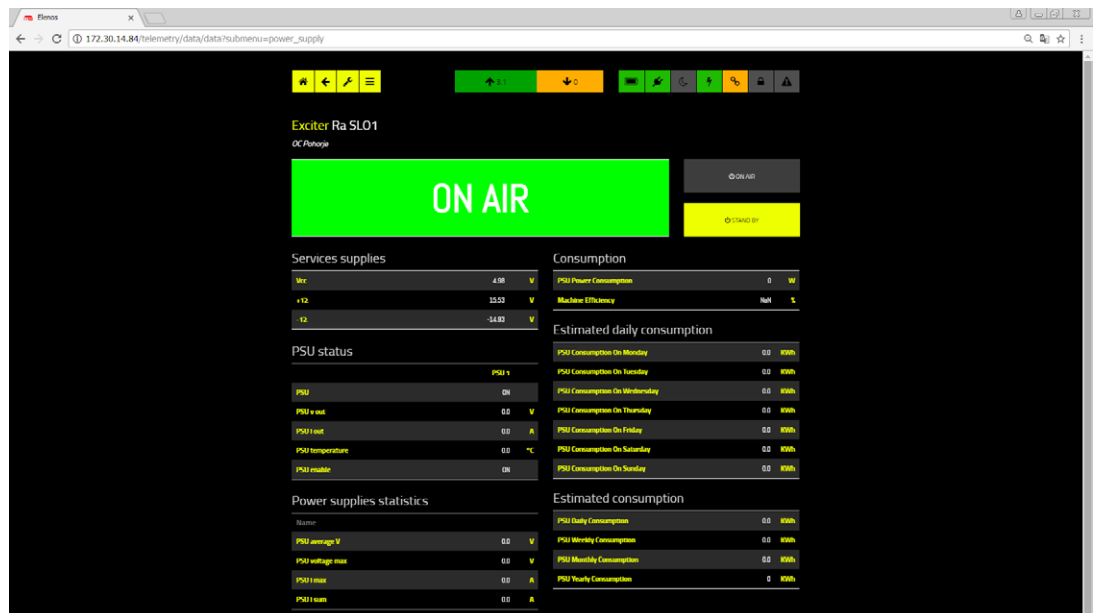 Elenos
172.30.14.84/telemetry/data/data?submenu=power_supply
3.1
0
Exciter Ra SLO1
OC Pohorje
ON AIR
ON AIR
STAND BY
Services supplies
Vcc 4.98 V
+12 15.53 V
-12 -14.93 V
PSU status
PSU 1
PSU ON
PSU v out 0.0 V
PSU I out 0.0 A
PSU temperature 0.0 °C
PSU enable ON
Power supplies statistics
Name
PSU average V 0.0 V
PSU voltage max 0.0 V
PSU I max 0.0 A
PSU I sum 0.0 A
Consumption
PSU Power Consumption 0 W
Machine Efficiency NaN %
Estimated daily consumption
PSU Consumption On Monday 0.0 KWh
PSU Consumption On Tuesday 0.0 KWh
PSU Consumption On Wednesday 0.0 KWh
PSU Consumption On Thursday 0.0 KWh
PSU Consumption On Friday 0.0 KWh
PSU Consumption On Saturday 0.0 KWh
PSU Consumption On Sunday 0.0 KWh
Estimated consumption
PSU Daily Consumption 0.0 KWh
PSU Weekly Consumption 0.0 KWh
PSU Monthly Consumption 0.0 KWh
PSU Yearly Consumption 0 KWh